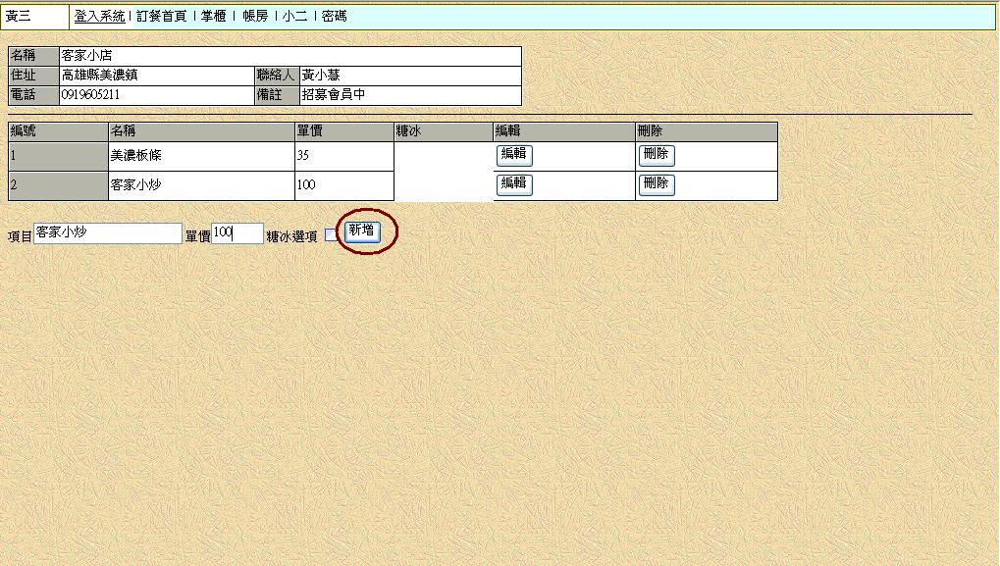 黃三 登入系統 | 訂餐首頁 | 掌櫃 | 帳房 | 小二 | 密碼
名稱 客家小店
住址 高雄縣美濃鎮 聯絡人 黃小慧
電話 0919605211 備註 招募會員中
編號 名稱 單價 糖冰 編輯 刪除
1 美濃板條 35 編輯 刪除
2 客家小炒 100 編輯 刪除
項目 客家小炒 單價 100 糖冰選項 新增